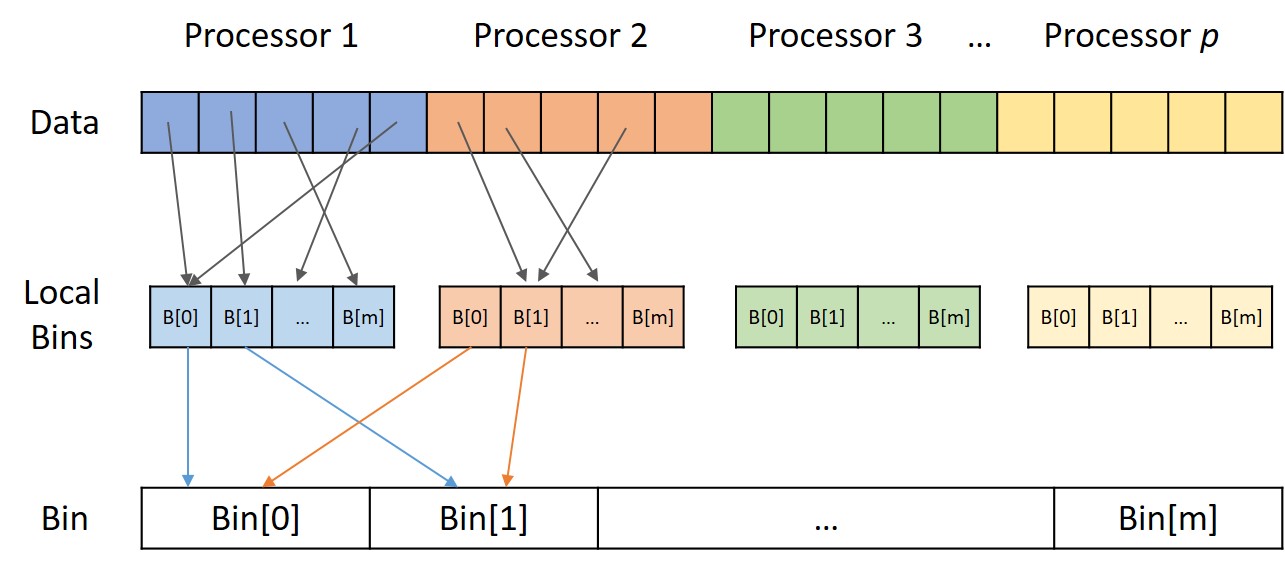 Processor 1 Processor 2 Processor 3 ... Processor p
Data
Local
Bins
B[0] B[1] ... B[m] B[0] B[1] ... B[m] B[0] B[1] ... B[m] B[0] B[1] ... B[m]
Bin Bin[0] Bin[1] ... Bin[m]